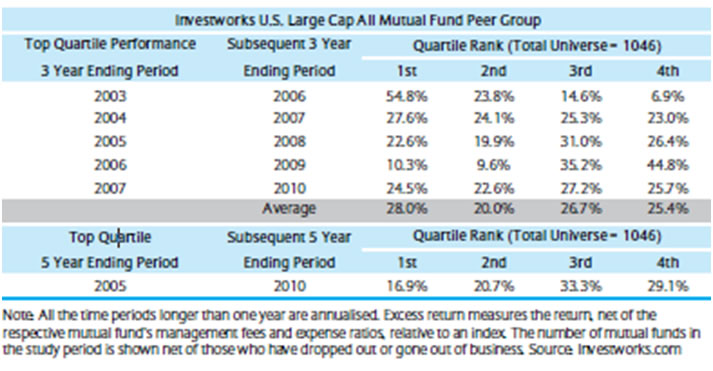 Investworks U.S. Large Cap All Mutual Fund Peer Group
Top Quartile Performance Subsequent 3 Year Quartile Rank (Total Universe = 1046)
3 Year Ending Period Ending Period 1st 2nd 3rd 4th
2003 2006 54.8% 23.8% 14.6% 6.9%
2004 2007 27.6% 24.1% 25.3% 23.0%
2005 2008 22.6% 19.9% 31.0% 26.4%
2006 2009 10.3% 9.6% 35.2% 44.8%
2007 2010 24.5% 22.6% 27.2% 25.7%
Average 28.0% 20.0% 26.7% 25.4%
Top Quartile Subsequent 5 Year Quartile Rank (Total Universe = 1046)
5 Year Ending Period Ending Period 1st 2nd 3rd 4th
2005 2010 16.9% 20.7% 33.3% 29.1%
Note. All the time periods longer than one year are annualised. Excess return measures the return, net of the
respective mutual fund's management fees and expense ratios, relative to an index. The number of mutual funds in
the study period is shown net of those who have dropped out or gone out of business. Source: Investworks.com